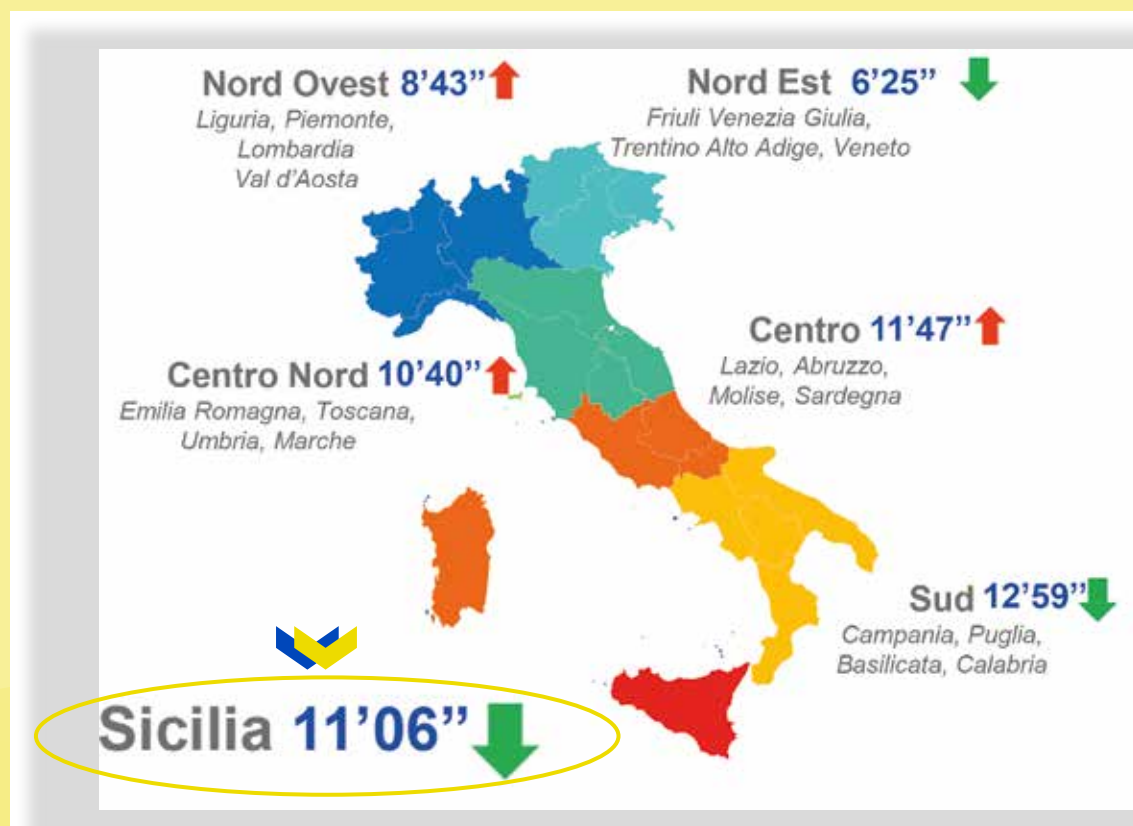 Nord Ovest 8’43”
Liguria, Piemonte,
Lombardia
Val d’Aosta
Nord Est 6’25”
Friuli Venezia Giulia,
Trentino Alto Adige, Veneto
Centro 11’47”
Lazio, Abruzzo,
Molise, Sardegna
Centro Nord 10’40”
Emilia Romagna, Toscana,
Umbria, Marche
Sud 12’59”
Campania, Puglia,
Basilicata, Calabria
Sicilia 11’06”